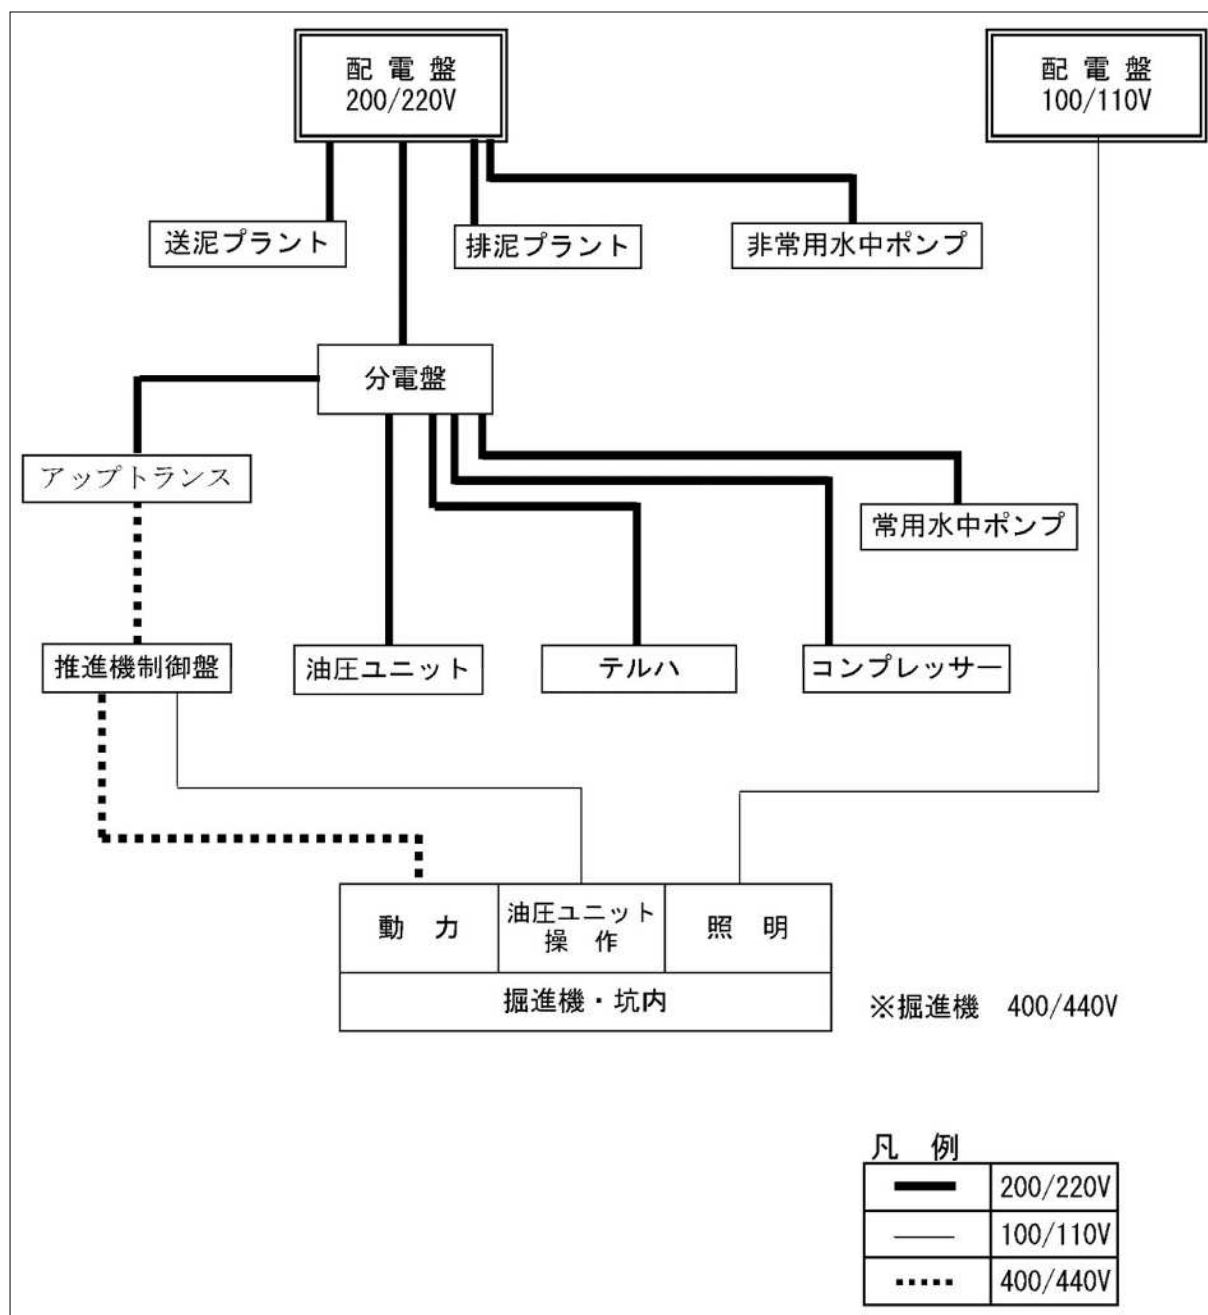 配 電 盤
200/220V
配 電 盤
100/110V
送泥プラント
排泥プラント
非常用水中ポンプ
分電盤
アップトランス
常用水中ポンプ
推進機制御盤
油圧ユニット
テルハ
コンプレッサー
動 力
油圧ユニット
操 作
照 明
掘進機・坑内
※掘進機 400/440V
凡 例
200/220V
100/110V
400/440V